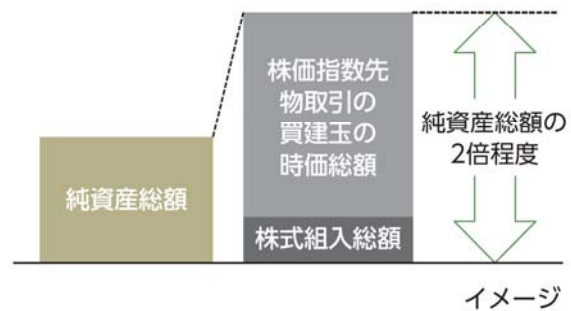 純資産総額
株価指数先
物取引の
買建玉の
時価総額
株式組入総額
純資産総額の
2倍程度
イメージ